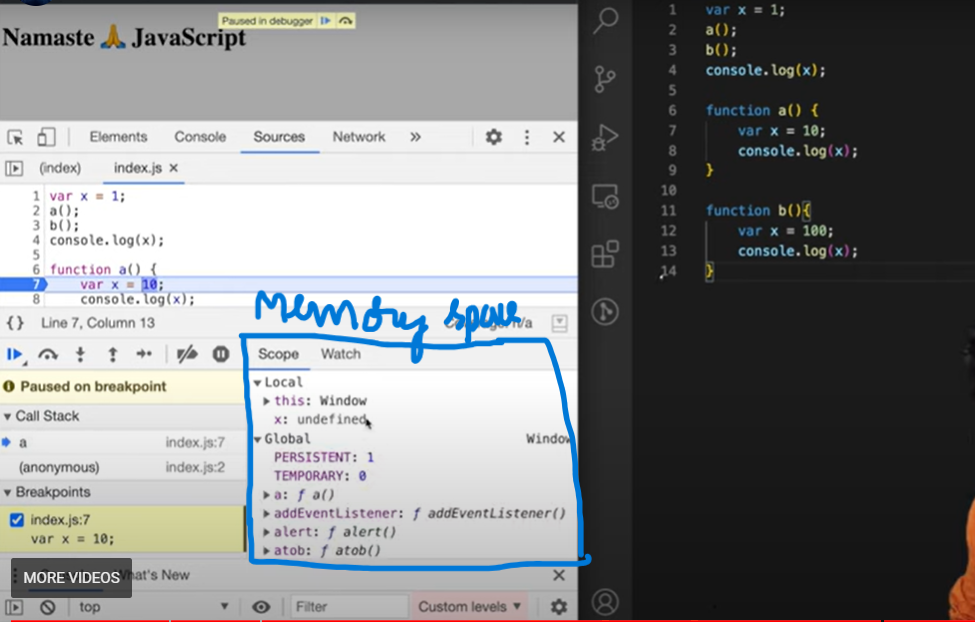 Paused in debugger
Namaste 🙏 JavaScript
Elements Console Sources Network »
(index) index.js ×
1 var x = 1;
2 a();
3 b();
4 console.log(x);
5
6 function a() {
7 var x = 10;
8 console.log(x);
{} Line 7, Column 13
n/a
Memory space
Paused on breakpoint
Call Stack
a index.js:7
(anonymous) index.js:2
Breakpoints
index.js:7
var x = 10;
Scope Watch
Local
this: Window
x: undefined
Global Window
PERSISTENT: 1
TEMPORARY: 0
a: ƒ a()
addEventListener: ƒ addEventListener()
alert: ƒ alert()
atob: ƒ atob()
MORE VIDEOS
What's New
top Filter Custom levels
1 var x = 1;
2 a();
3 b();
4 console.log(x);
5
6 function a() {
7 var x = 10;
8 console.log(x);
9 }
10
11 function b(){
12 var x = 100;
13 console.log(x);
14 }